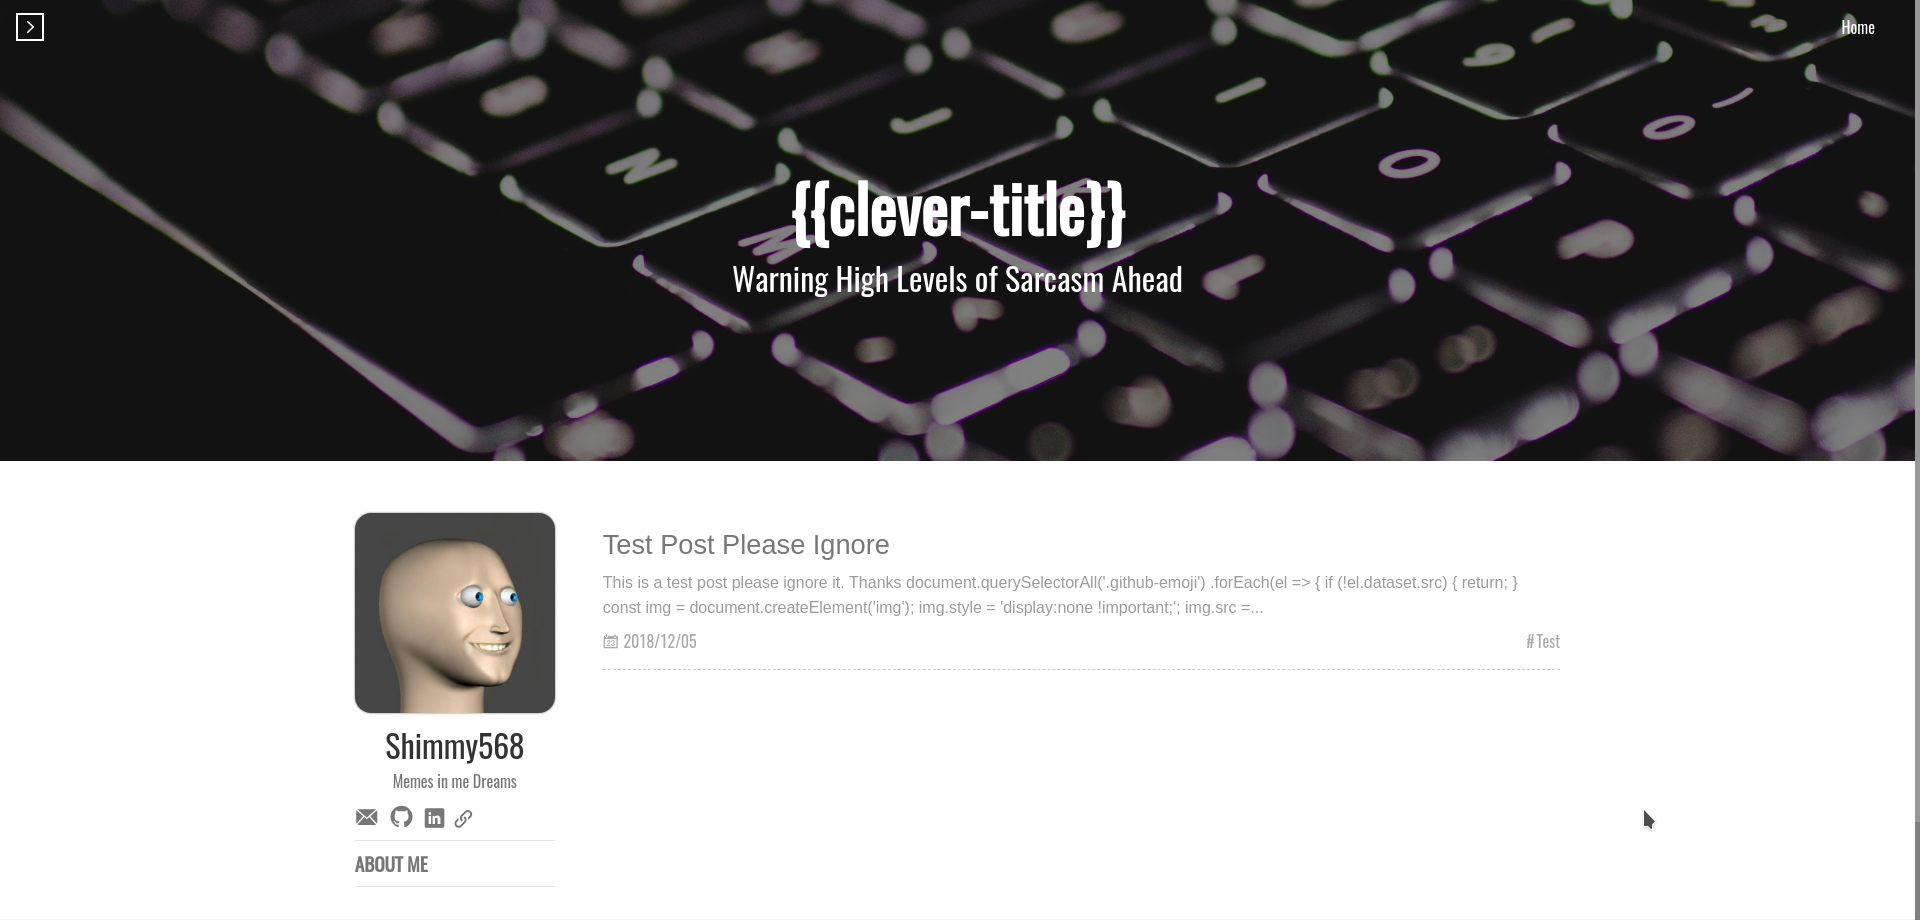 Home
{{clever-title}}
Warning High Levels of Sarcasm Ahead
Test Post Please Ignore
This is a test post please ignore it. Thanks document.querySelectorAll('.github-emoji') .forEach(el => { if (!el.dataset.src) { return; }
const img = document.createElement('img'); img.style = 'display:none !important;'; img.src =...
23 2018/12/05 #Test
Shimmy568
Memes in me Dreams
in
ABOUT ME